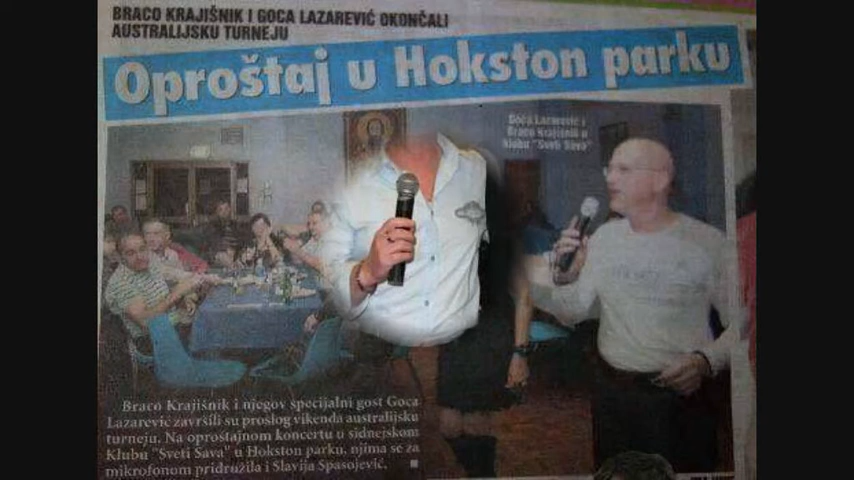 BRACO KRAJIŠNIK I GOCA LAZAREVIĆ OKONČALI
AUSTRALIJSKU TURNEJU
Oproštaj u Hokston parku
Goca Lazarević i
Braco Krajišnik u
klubu "Sveti Sava"
Braco Krajišnik i njegov specijalni gost Goca
Lazarević završili su prošlog vikenda australijsku
turneju. Na oproštajnom koncertu u sidnejskom
Klubu "Sveti Sava" u Hokston parku, njima se za
mikrofonom pridružila i Slavija Spasojević.